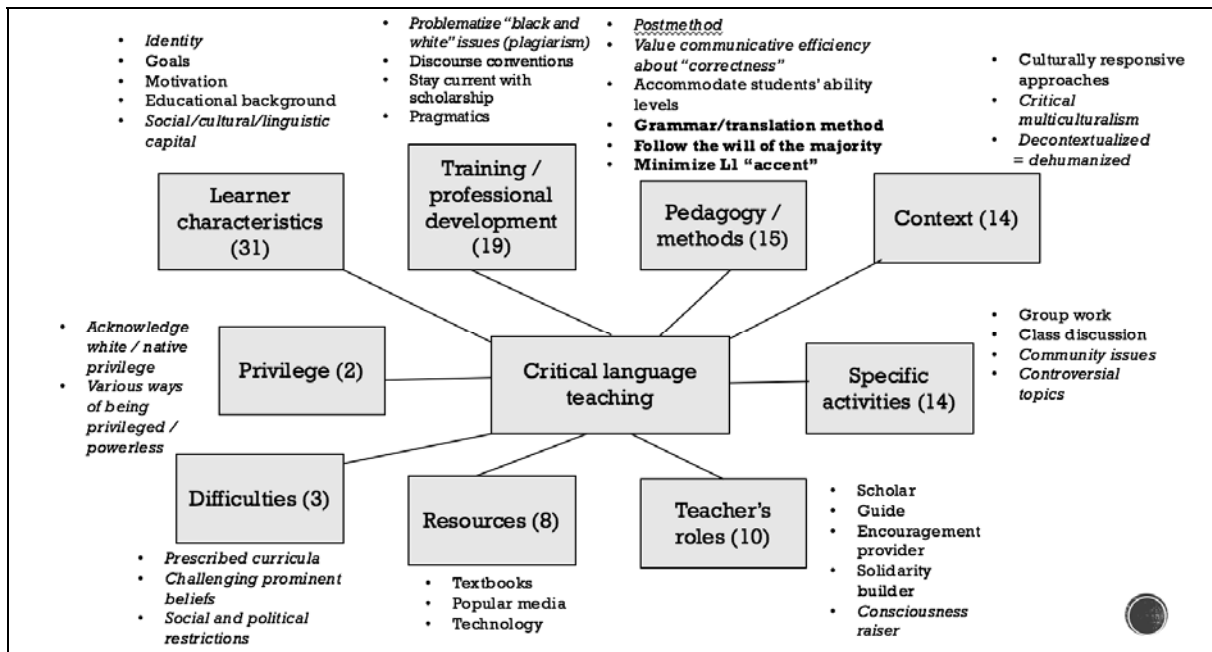 • Identity
• Goals
• Motivation
• Educational background
• Social/cultural/linguistic
capital
• Problematize “black and
white” issues (plagiarism)
• Discourse conventions
• Stay current with
scholarship
• Pragmatics
• Postmethod
• Value communicative efficiency
about “correctness”
• Accommodate students' ability
levels
• Grammar/translation method
• Follow the will of the majority
• Minimize L1 “accent”
• Culturally responsive
approaches
• Critical
multiculturalism
• Decontextualized
= dehumanized
Learner
characteristics
(31)
Training /
professional
development
(19)
Pedagogy /
methods (15)
Context (14)
• Acknowledge
white / native
privilege
• Various ways
of being
privileged /
powerless
Privilege (2)
Critical language
teaching
Specific
activities (14)
• Group work
• Class discussion
• Community issues
• Controversial
topics
Difficulties (3)
• Prescribed curricula
• Challenging prominent
beliefs
• Social and political
restrictions
Resources (8)
• Textbooks
• Popular media
• Technology
Teacher's
roles (10)
• Scholar
• Guide
• Encouragement
provider
• Solidarity
builder
• Consciousness
raiser